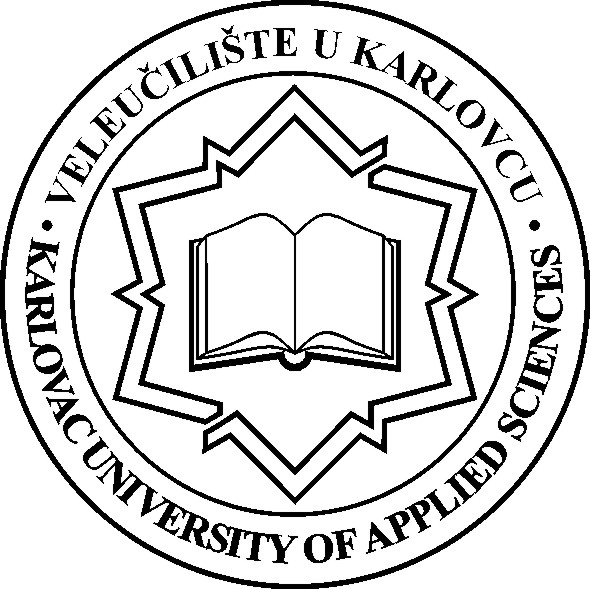 VELEUČILIŠTE U KARLOVCU
KARLOVAC UNIVERSITY OF APPLIED SCIENCES